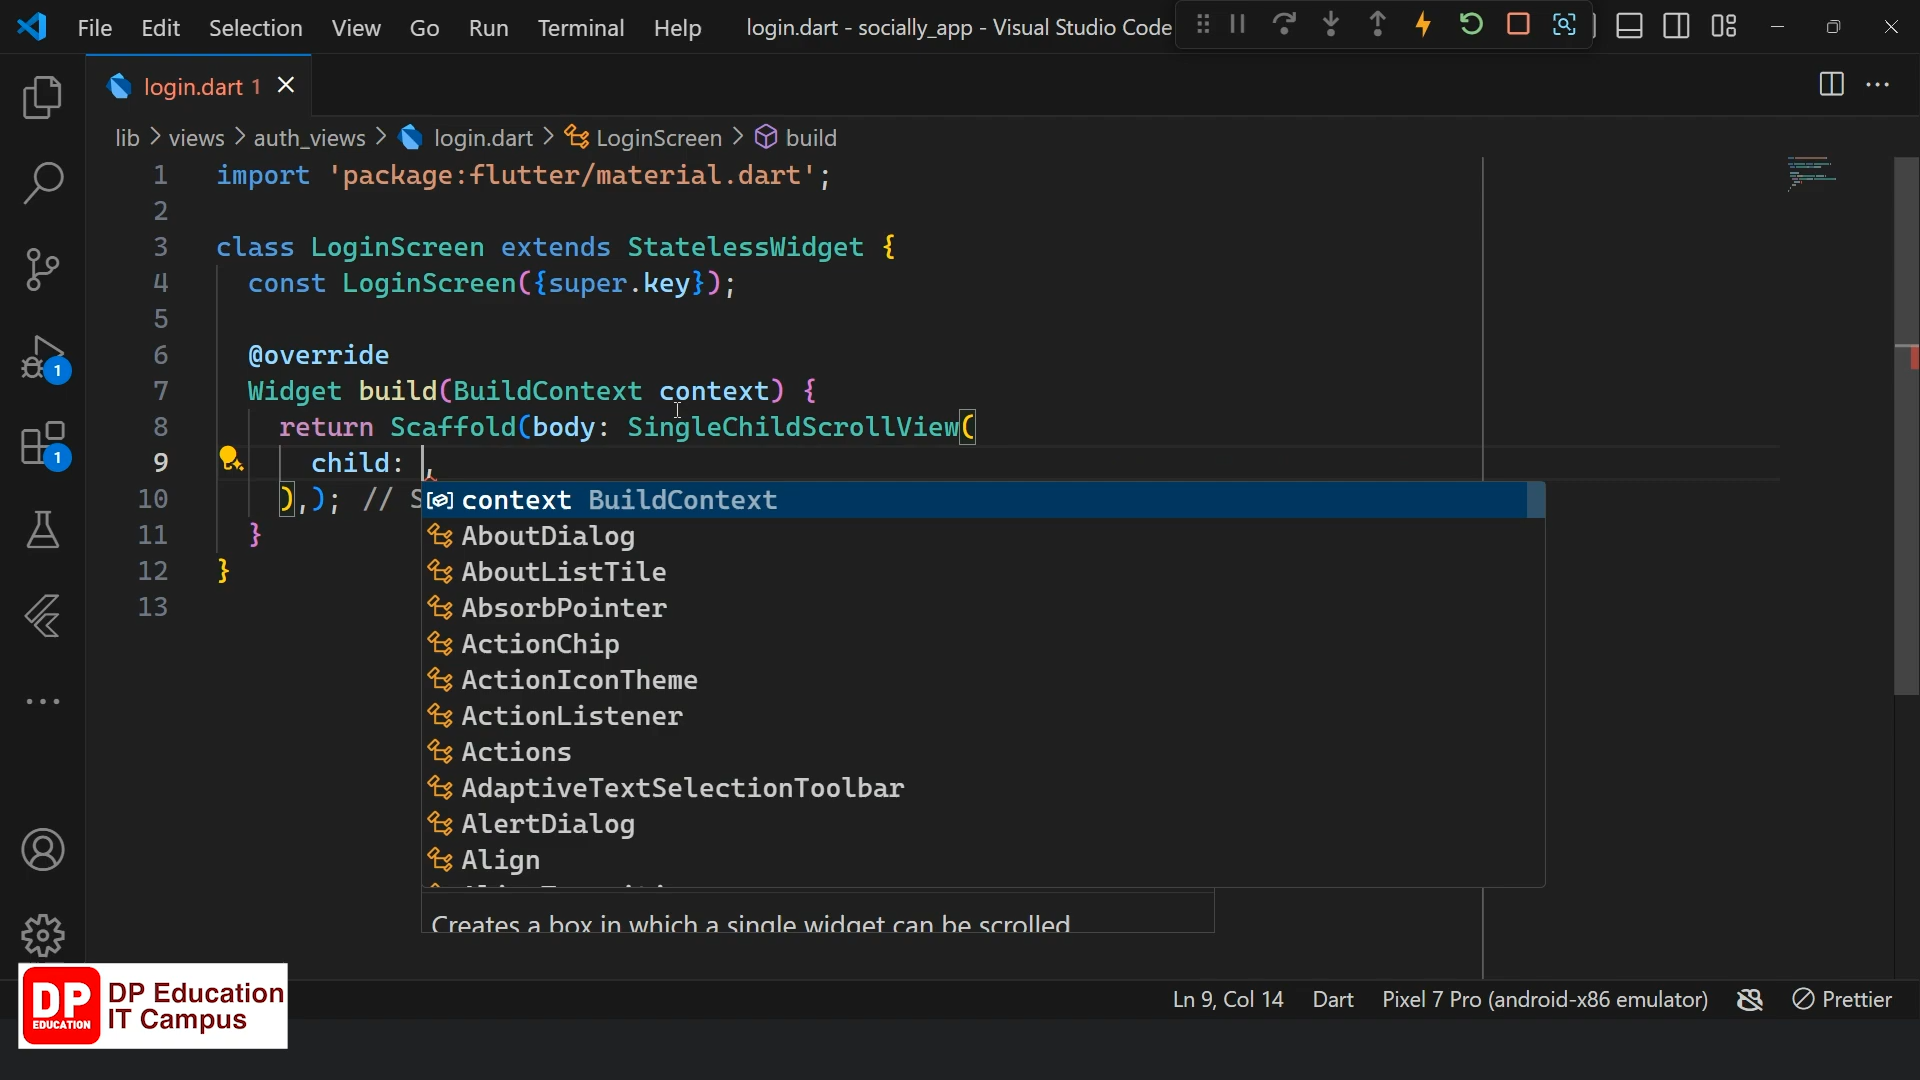 File Edit Selection View Go Run Terminal Help login.dart - socially_app - Visual Studio Code
login.dart 1
lib > views > auth_views > login.dart > LoginScreen > build
1 import 'package:flutter/material.dart';
2
3 class LoginScreen extends StatelessWidget {
4 const LoginScreen({super.key});
5
6 @override
7 Widget build(BuildContext context) {
8 return Scaffold(body: SingleChildScrollView(
9 child: ,
10 ),); // S
11 }
12 }
13
context BuildContext
AboutDialog
AboutListTile
AbsorbPointer
ActionChip
ActionIconTheme
ActionListener
Actions
AdaptiveTextSelectionToolbar
AlertDialog
Align
Creates a box in which a single widget can be scrolled
1
1
DP EDUCATION
DP Education
IT Campus
Ln 9, Col 14 Dart Pixel 7 Pro (android-x86 emulator) Prettier